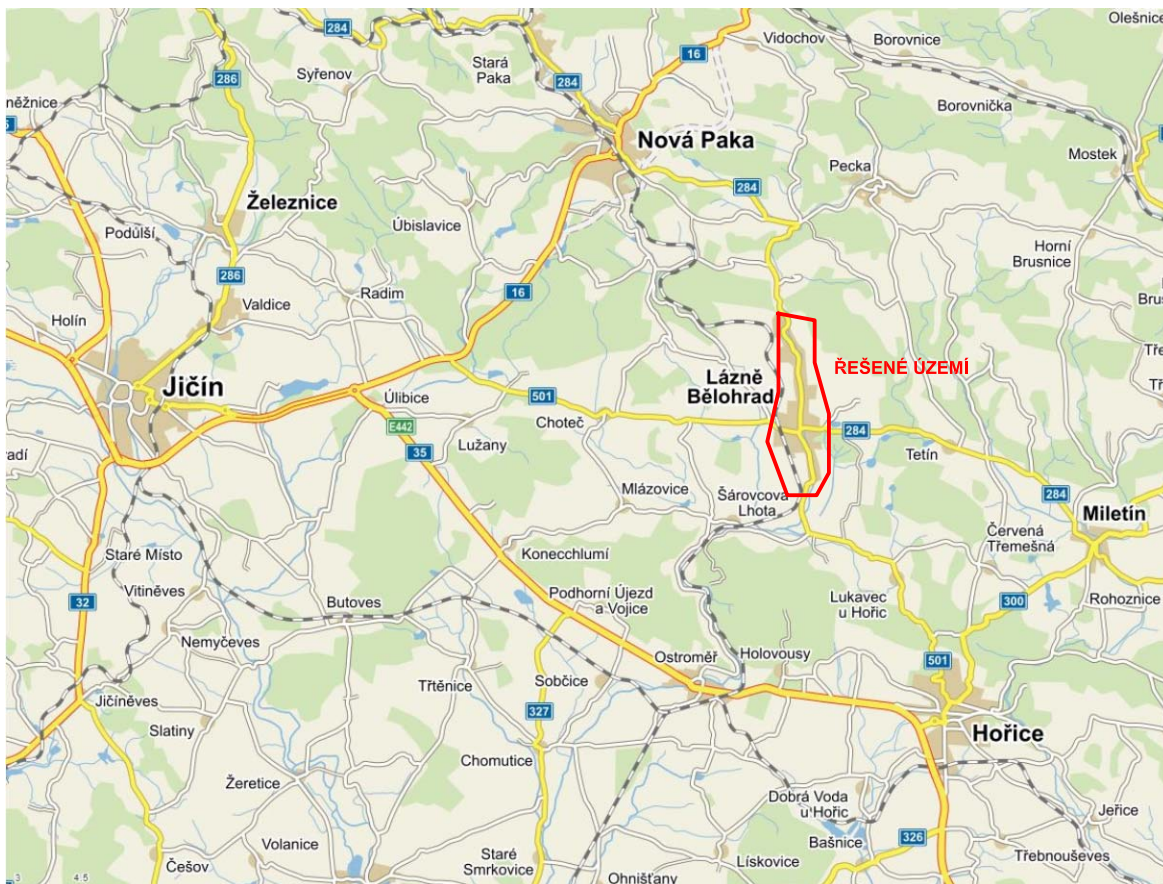 Olešnice
284
16
Vidochov
Borovnice
Stará
Paka
286
Syřenov
284
něžnice
Borovnička
Nová Paka
Mostek
Pecka
284
Železnice
Podůlší
Úbislavice
Horní
Brusnice
286
Radim
16
Valdice
Holín
ŘEŠENÉ ÚZEMÍ
Lázně
Bělohrad
Jičín
Úlibice
501
Choteč
E442
35
Lužany
284
Tetín
Mlázovice
Šárovcova
Lhota
284
Miletín
Červená
Třemešná
Staré Místo
Konecchlumí
Vitiněves
32
Butoves
Podhorní Újezd
a Vojice
Lukavec
u Hořic
300
Rohoznice
Nemyčeves
Ostroměř
Holovousy
501
Třtěnice
Sobčice
Jičíněves
327
Slatiny
Hořice
Chomutice
Žeretice
Dobrá Voda
u Hořic
Jeřice
Bašnice
326
Volanice
Staré
Smrkovice
Češov
Lískovice
Třebnouševes
Ohnišťany